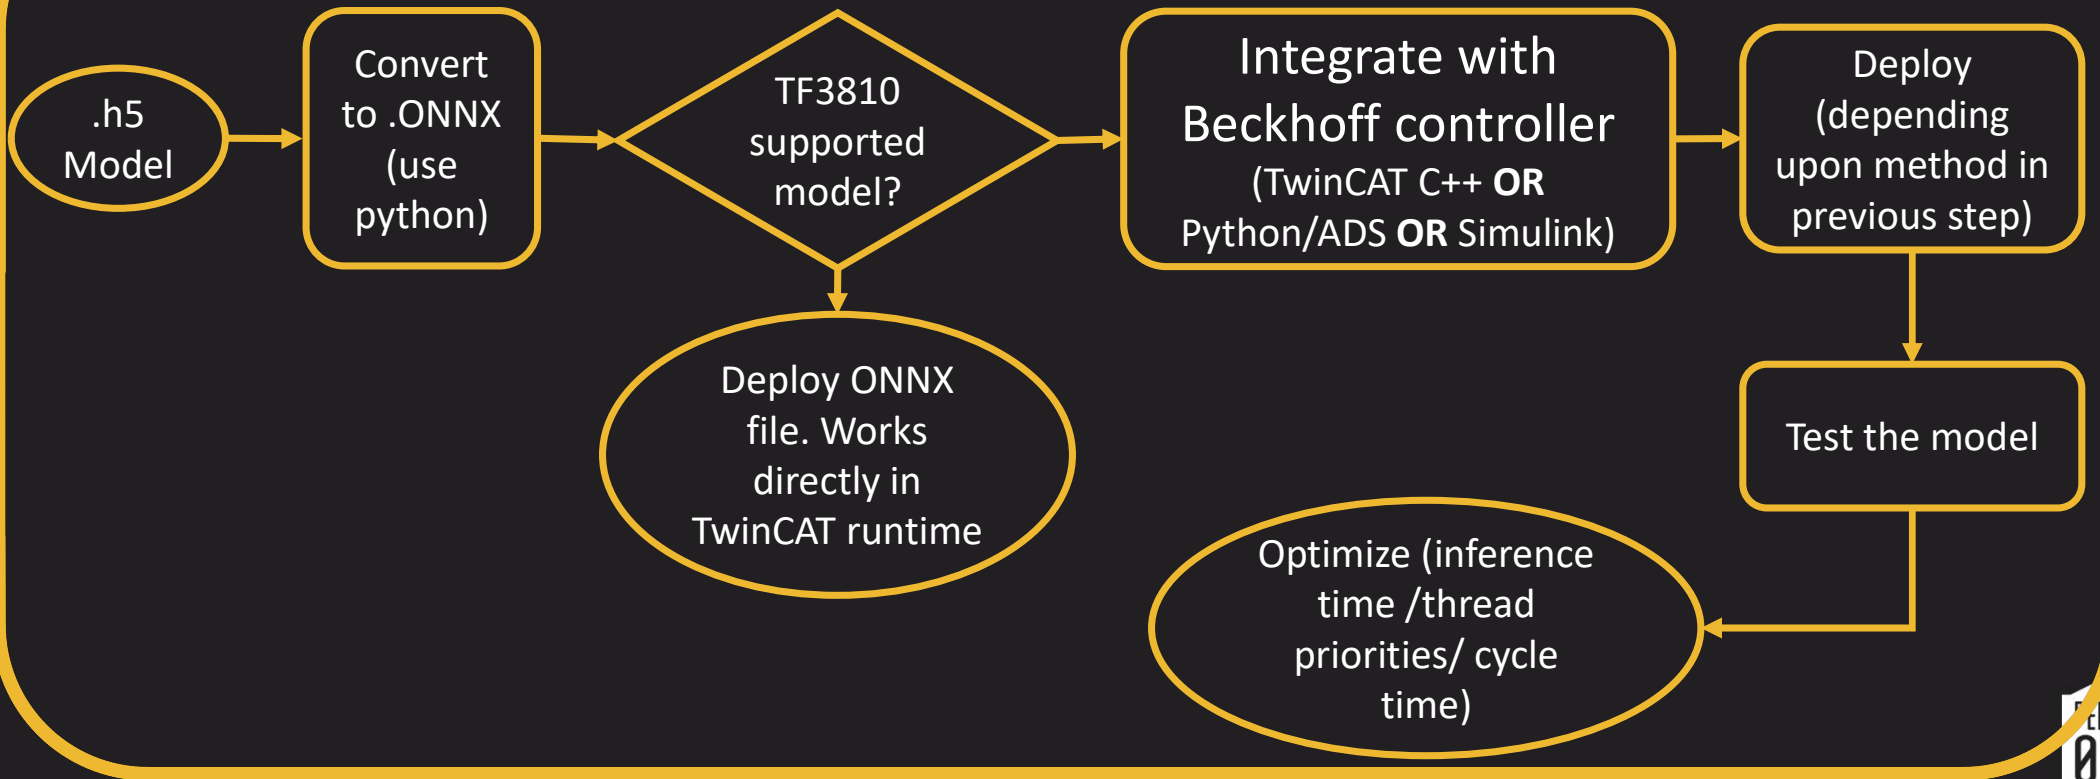 .h5
Model
Convert
to .ONNX
(use
python)
TF3810
supported
model?
Integrate with
Beckhoff controller
(TwinCAT C++ OR
Python/ADS OR Simulink)
Deploy
(depending
upon method in
previous step)
Deploy ONNX
file. Works
directly in
TwinCAT runtime
Test the model
Optimize (inference
time /thread
priorities/ cycle
time)